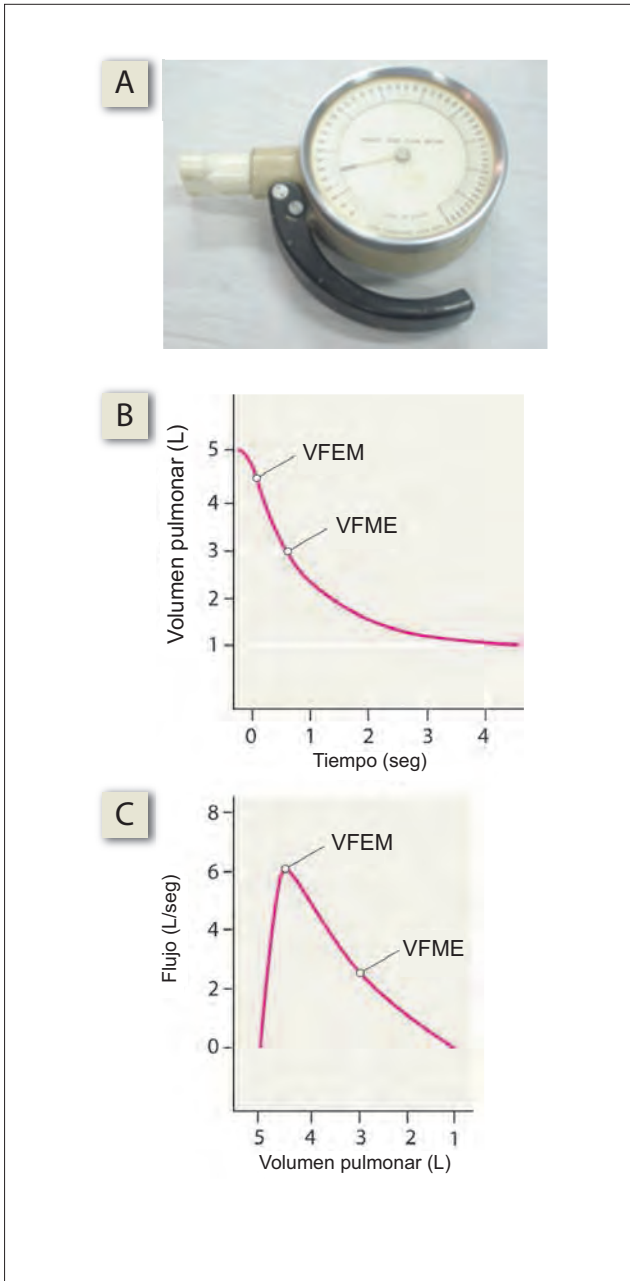 A
B
Volumen pulmonar (L)
5
4
3
2
1
VFEM
VFME
0 1 2 3 4
Tiempo (seg)
C
Flujo (L/seg)
8
6
4
2
0
VFEM
VFME
5 4 3 2 1
Volumen pulmonar (L)